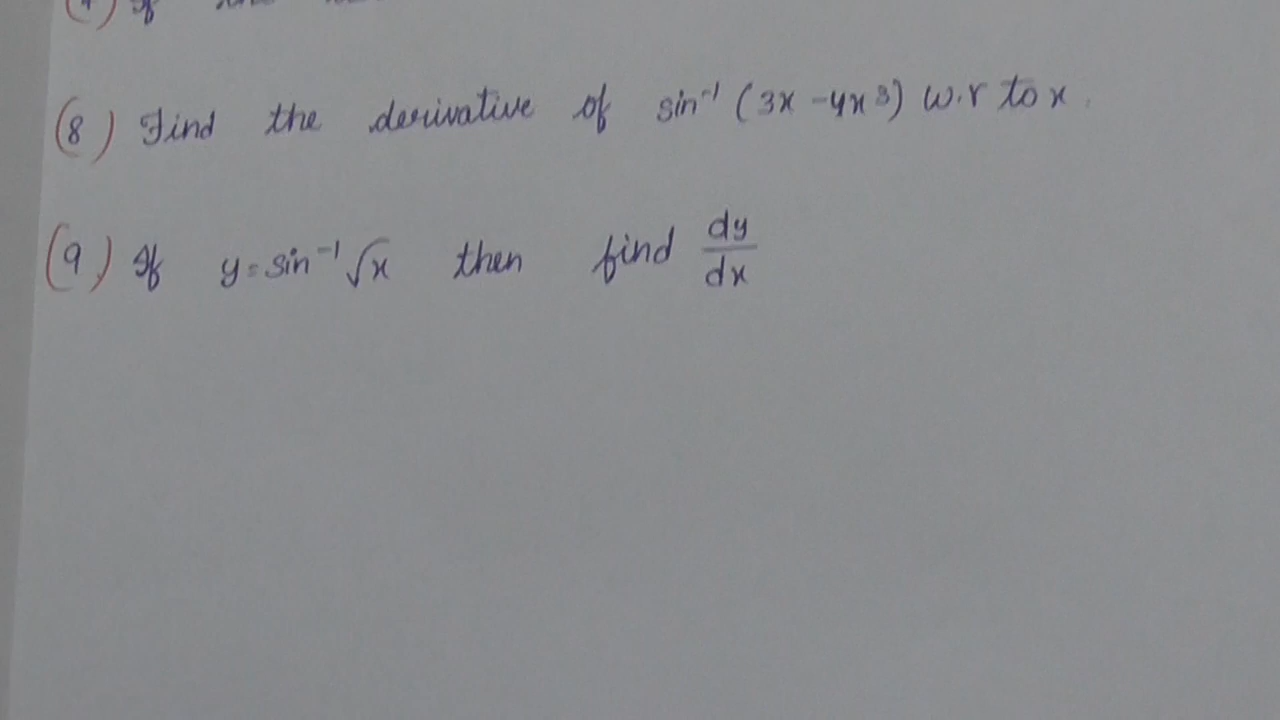 (8) Find the derivative of sin⁻¹ (3x - 4x³) w.r to x.
(9) If y = sin⁻¹ √x then find dy/dx